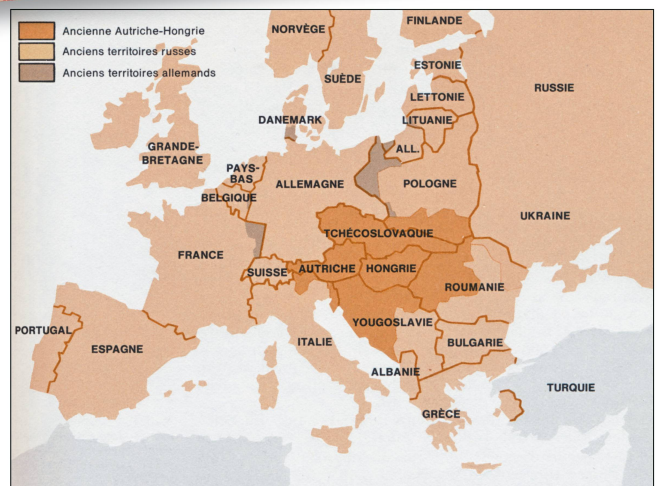 Ancienne Autriche-Hongrie
Anciens territoires russes
Anciens territoires allemands
NORVÈGE
FINLANDE
SUÈDE
ESTONIE
RUSSIE
LETTONIE
DANEMARK
LITUANIE
GRANDE-
BRETAGNE
ALL.
PAYS-
BAS
ALLEMAGNE
POLOGNE
BELGIQUE
UKRAINE
TCHÉCOSLOVAQUIE
FRANCE
SUISSE
AUTRICHE
HONGRIE
ROUMANIE
YOUGOSLAVIE
PORTUGAL
ESPAGNE
ITALIE
BULGARIE
ALBANIE
TURQUIE
GRÈCE